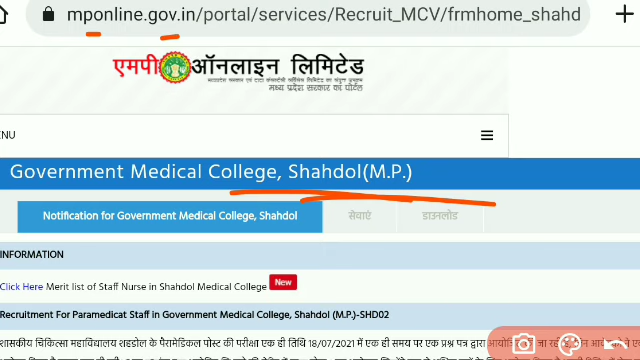 mponline.gov.in/portal/services/Recruit_MCV/frmhome_shahd
एमपी ऑनलाइन लिमिटेड
मध्य प्रदेश सरकार का पोर्टल
ENU
Government Medical College, Shahdol(M.P.)
Notification for Government Medical College, Shahdol सेवाएं डाउनलोड
INFORMATION
Click Here Merit list of Staff Nurse in Shahdol Medical College New
Recruitment For Paramedicat Staff in Government Medical College, Shahdol (M.P.)-SHD02
शासकीय चिकित्सा महाविद्यालय शहडोल के पैरामेडिकल पोस्ट की परीक्षा एक ही तिथि 18/07/2021 में एक ही समय पर एक प्रश्न पत्र द्वारा